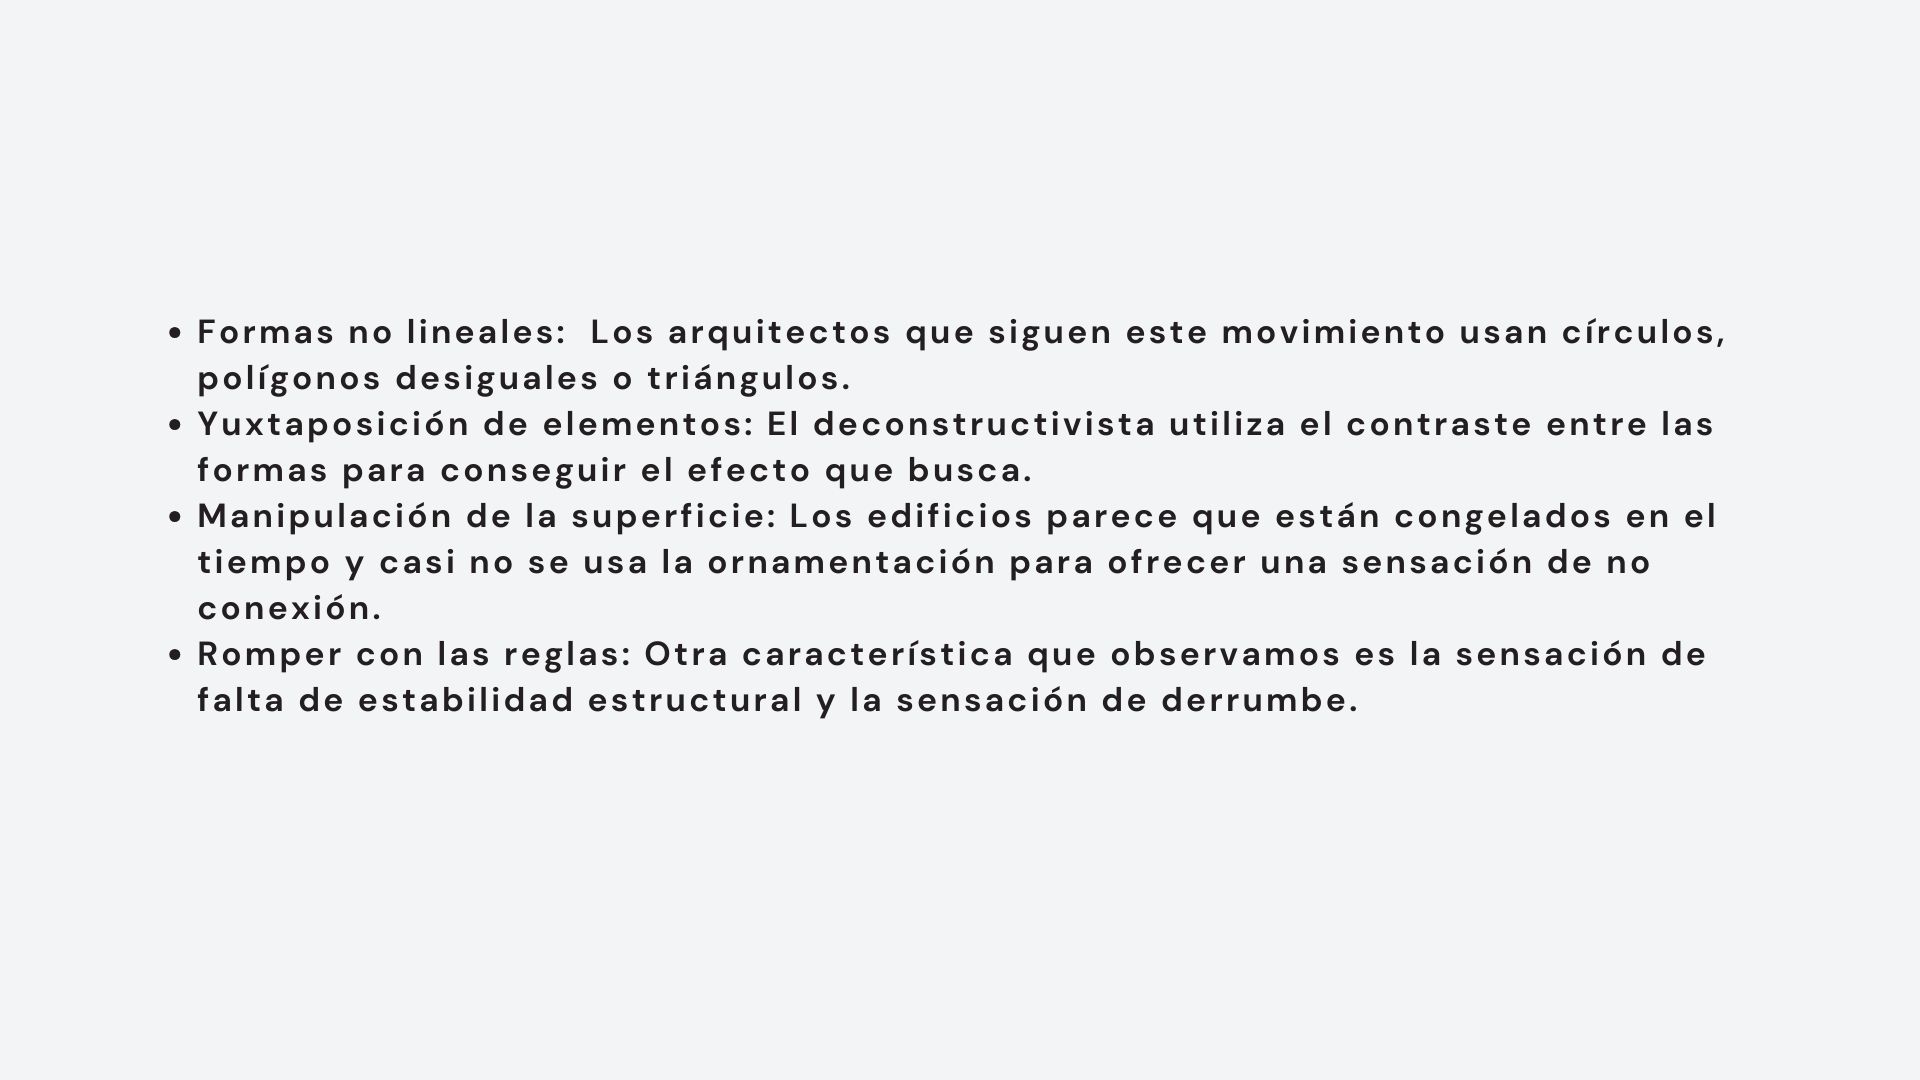 • Formas no lineales:  Los arquitectos que siguen este movimiento usan círculos,
polígonos desiguales o triángulos.
• Yuxtaposición de elementos: El deconstructivista utiliza el contraste entre las
formas para conseguir el efecto que busca.
• Manipulación de la superficie: Los edificios parece que están congelados en el
tiempo y casi no se usa la ornamentación para ofrecer una sensación de no
conexión.
• Romper con las reglas: Otra característica que observamos es la sensación de
falta de estabilidad estructural y la sensación de derrumbe.